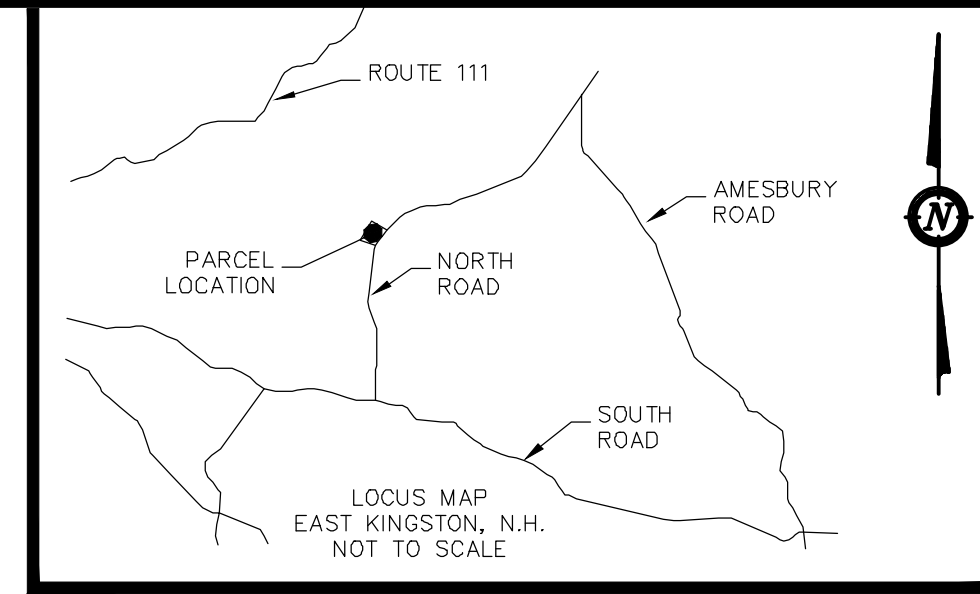 ROUTE 111
AMESBURY
ROAD
N
PARCEL
LOCATION
NORTH
ROAD
SOUTH
ROAD
LOCUS MAP
EAST KINGSTON, N.H.
NOT TO SCALE